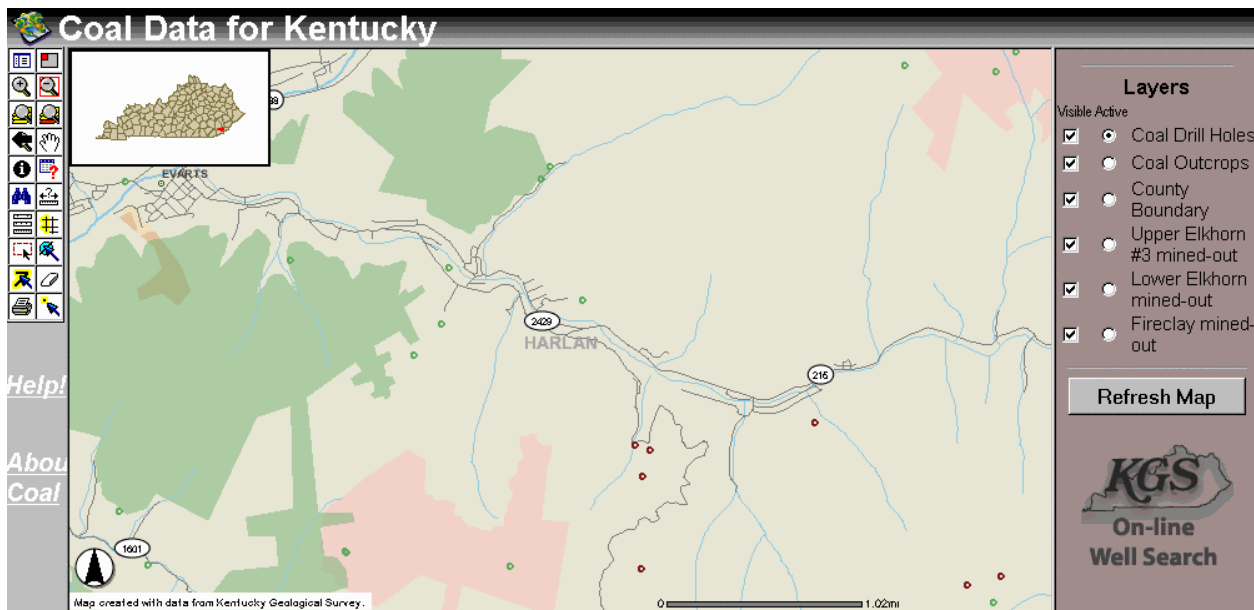 Coal Data for Kentucky
EVARTS
2429
HARLAN
216
1601
Map created with data from Kentucky Geological Survey.
0
1.02mi
Help!
Abou
Coal
Layers
Visible Active
Coal Drill Holes
Coal Outcrops
County
Boundary
Upper Elkhorn
#3 mined-out
Lower Elkhorn
mined-out
Fireclay mined-
out
Refresh Map
KGS
On-line
Well Search